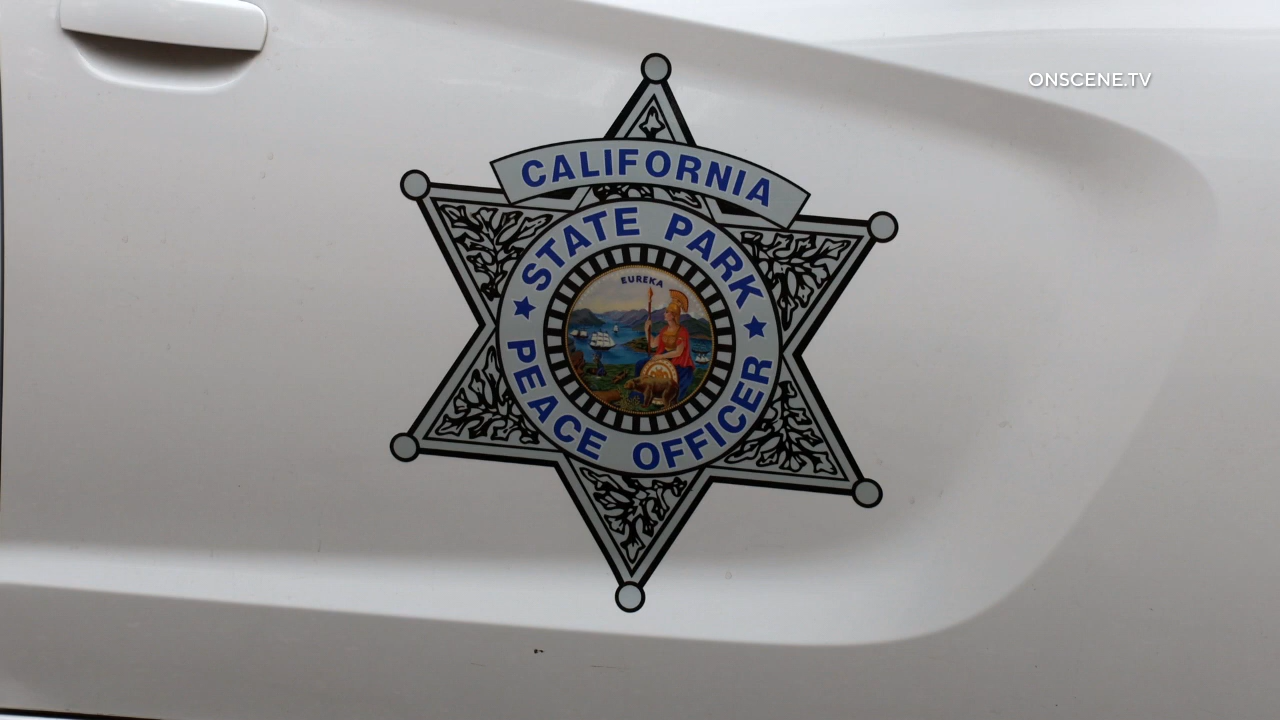 ONSCENE.TV
CALIFORNIA
STATE PARK
EUREKA
PEACE OFFICER